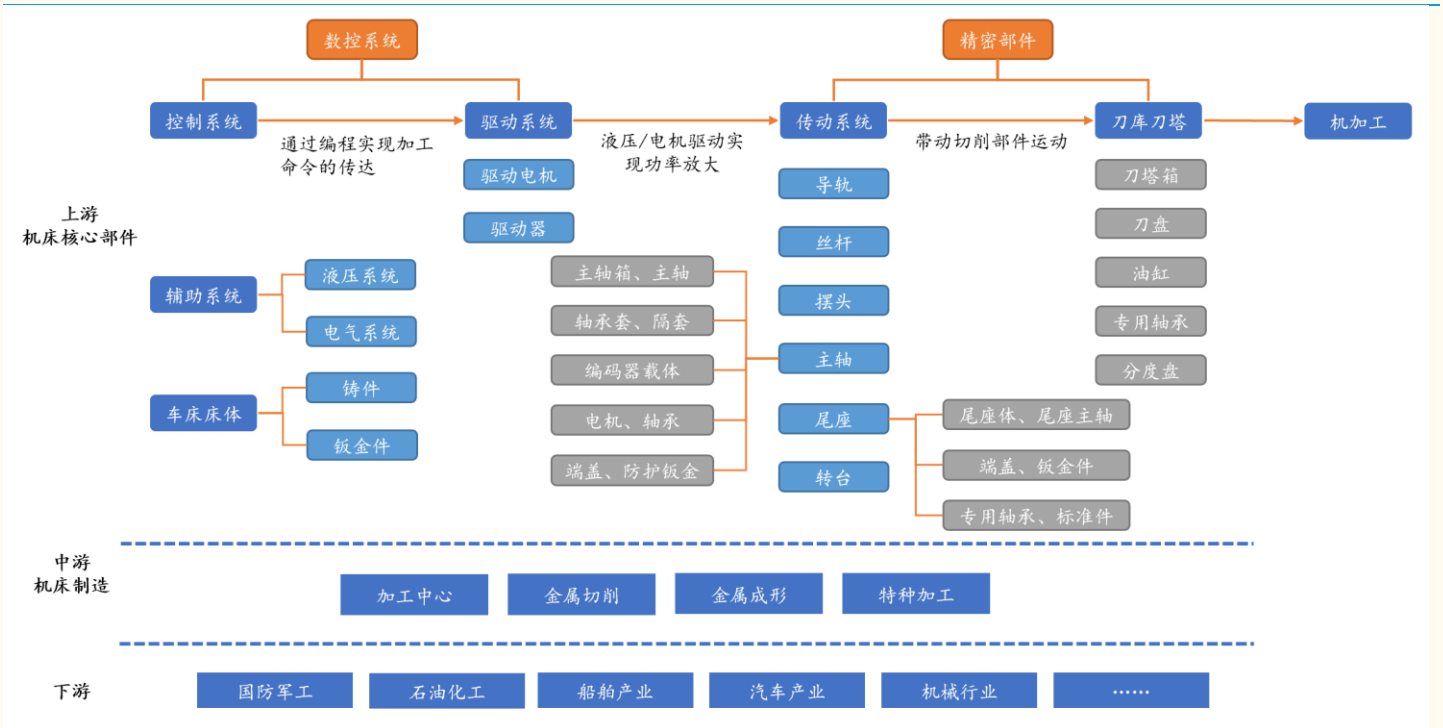 数控系统
精密部件
控制系统
驱动系统
传动系统
刀库刀塔
机加工
通过编程实现加工
命令的传达
液压/电机驱动实
现功率放大
带动切削部件运动
驱动电机
驱动器
导轨
丝杆
摆头
主轴
尾座
转台
刀塔箱
刀盘
油缸
专用轴承
分度盘
上游
机床核心部件
辅助系统
液压系统
电气系统
车床床体
铸件
钣金件
主轴箱、主轴
轴承套、隔套
编码器载体
电机、轴承
端盖、防护钣金
尾座体、尾座主轴
端盖、钣金件
专用轴承、标准件
中游
机床制造
加工中心
金属切削
金属成形
特种加工
下游
国防军工
石油化工
船舶产业
汽车产业
机械行业
……